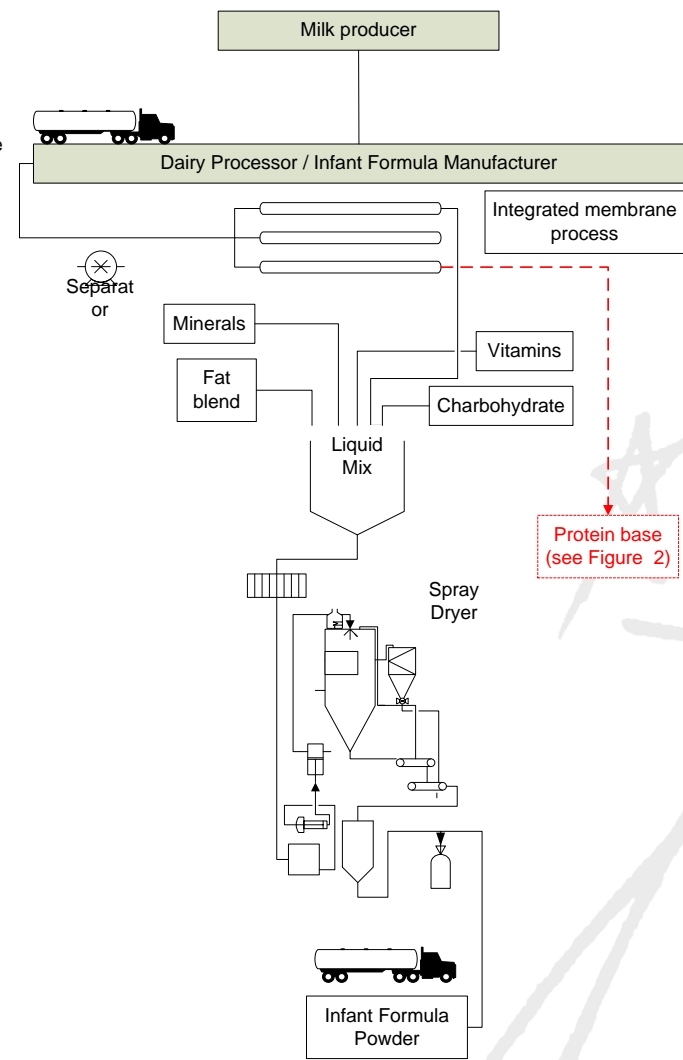 Milk producer
e
Dairy Processor / Infant Formula Manufacturer
Integrated membrane
process
Separat
or
Minerals
Vitamins
Fat
blend
Charbohydrate
Liquid
Mix
Protein base
(see Figure 2)
Spray
Dryer
Infant Formula
Powder